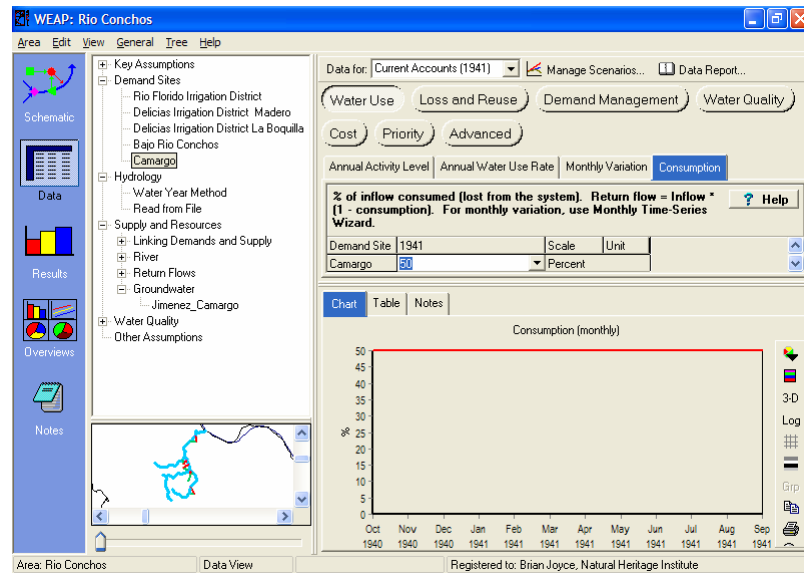 WEAP: Rio Conchos
Area Edit View General Tree Help
Schematic
Data
Results
Overviews
Notes
Key Assumptions
Demand Sites
Rio Florido Irrigation District
Delicias Irrigation District Madero
Delicias Irrigation District La Boquilla
Bajo Rio Conchos
Camargo
Hydrology
Water Year Method
Read from File
Supply and Resources
Linking Demands and Supply
River
Return Flows
Groundwater
Jimenez_Camargo
Water Quality
Other Assumptions
Data for: Current Accounts (1941) Manage Scenarios... Data Report...
Water Use Loss and Reuse Demand Management Water Quality
Cost Priority Advanced
Annual Activity Level Annual Water Use Rate Monthly Variation Consumption
% of inflow consumed (lost from the system). Return flow = Inflow *
(1 - consumption). For monthly variation, use Monthly Time-Series
Wizard.
? Help
Demand Site 1941 Scale Unit
Camargo 50 Percent
Chart Table Notes
Consumption (monthly)
%
50
45
40
35
30
25
20
15
10
5
0
Oct Nov Dec Jan Feb Mar Apr May Jun Jul Aug Sep
1940 1940 1940 1941 1941 1941 1941 1941 1941 1941 1941 1941
3-D
Log
Grp
Area: Rio Conchos Data View Registered to: Brian Joyce, Natural Heritage Institute